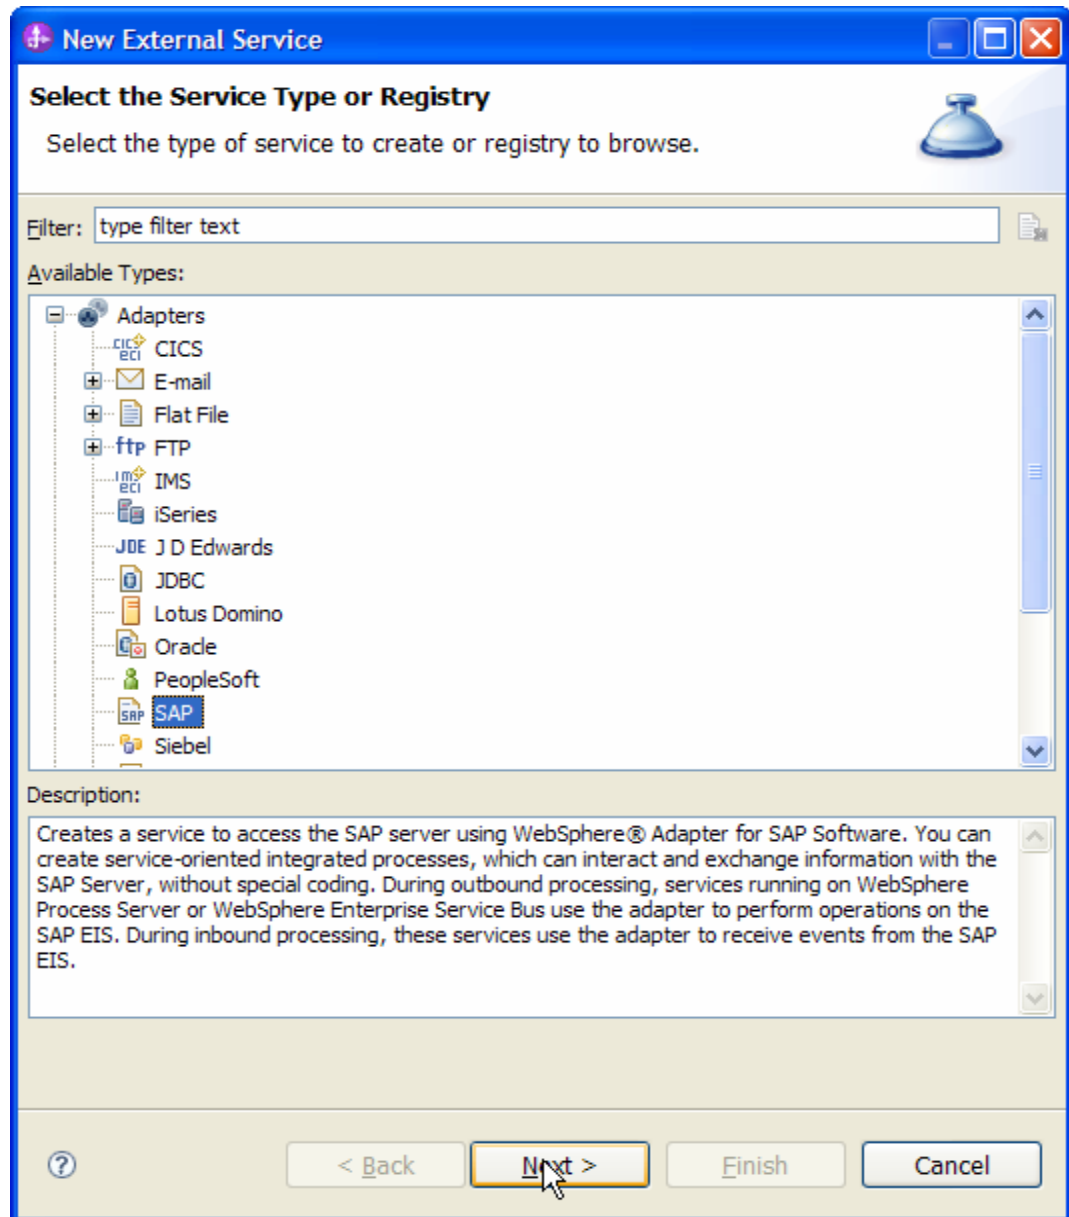 New External Service
Select the Service Type or Registry
Select the type of service to create or registry to browse.
Filter: type filter text
Available Types:
Adapters
CICS
E-mail
Flat File
ftp FTP
IMS
iSeries
JDE J D Edwards
JDBC
Lotus Domino
Oracle
PeopleSoft
SAP SAP
Siebel
Description:
Creates a service to access the SAP server using WebSphere® Adapter for SAP Software. You can
create service-oriented integrated processes, which can interact and exchange information with the
SAP Server, without special coding. During outbound processing, services running on WebSphere
Process Server or WebSphere Enterprise Service Bus use the adapter to perform operations on the
SAP EIS. During inbound processing, these services use the adapter to receive events from the SAP
EIS.
? < Back Next > Finish Cancel